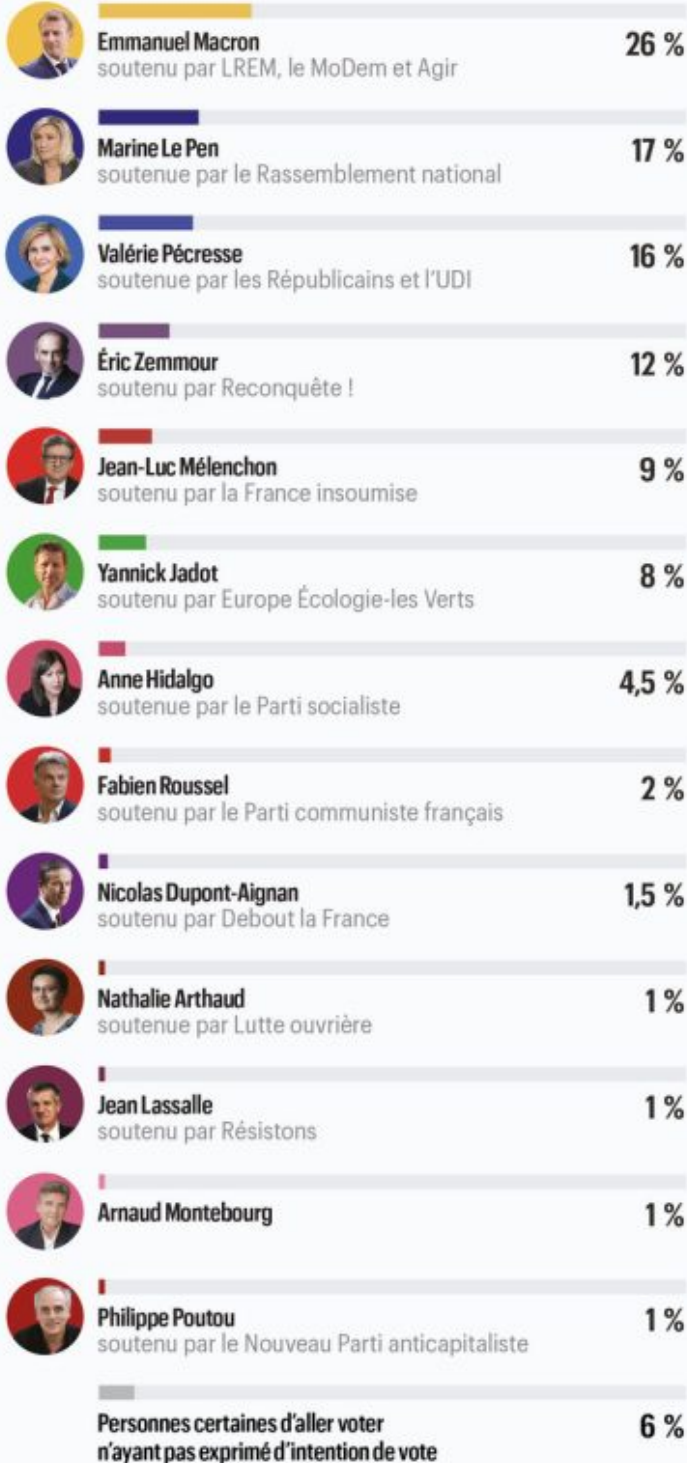 Emmanuel Macron 26 %
soutenu par LREM, le MoDem et Agir
Marine Le Pen 17 %
soutenue par le Rassemblement national
Valérie Pécresse 16 %
soutenue par les Républicains et l'UDI
Éric Zemmour 12 %
soutenu par Reconquête !
Jean-Luc Mélenchon 9 %
soutenu par la France insoumise
Yannick Jadot 8 %
soutenu par Europe Écologie-les Verts
Anne Hidalgo 4,5 %
soutenue par le Parti socialiste
Fabien Roussel 2 %
soutenu par le Parti communiste français
Nicolas Dupont-Aignan 1,5 %
soutenu par Debout la France
Nathalie Arthaud 1 %
soutenue par Lutte ouvrière
Jean Lassalle 1 %
soutenu par Résistons
Arnaud Montebourg 1 %
Philippe Poutou 1 %
soutenu par le Nouveau Parti anticapitaliste
Personnes certaines d'aller voter 6 %
n'ayant pas exprimé d'intention de vote